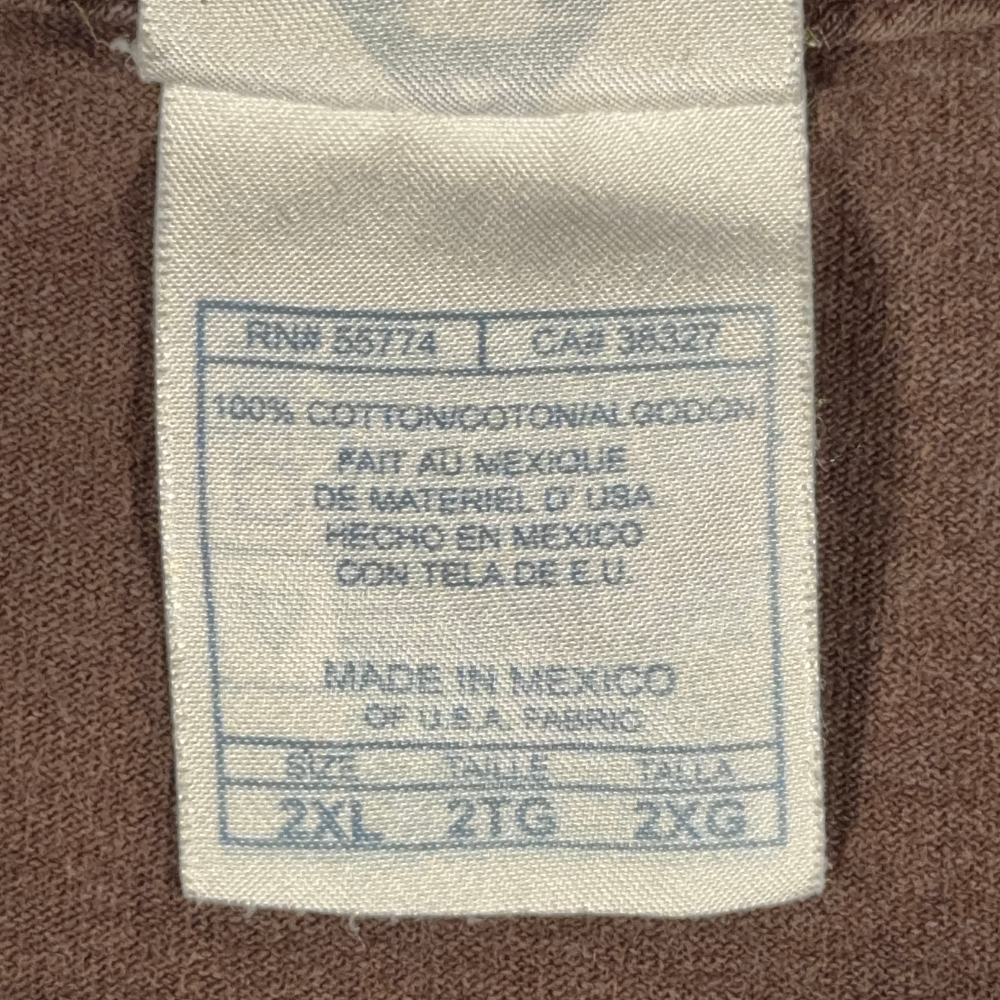 RN# 55774 CA# 36327
100% COTTON/COTON/ALGODON
FAIT AU MEXIQUE
DE MATERIEL D' USA
HECHO EN MEXICO
CON TELA DE E.U.
MADE IN MEXICO
OF U.S.A. FABRIC
SIZE TAILLE TALLA
2XL 2TG 2XG